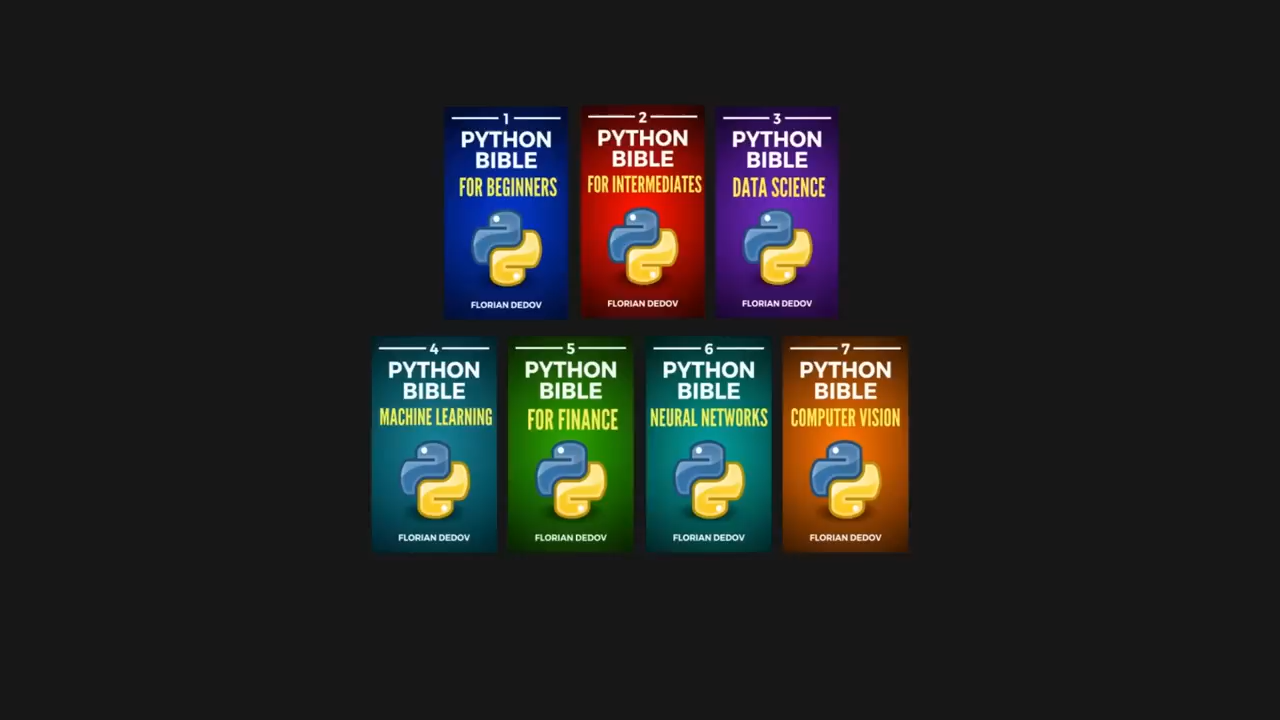 1
PYTHON
BIBLE
FOR BEGINNERS
FLORIAN DEDOV
2
PYTHON
BIBLE
FOR INTERMEDIATES
FLORIAN DEDOV
3
PYTHON
BIBLE
DATA SCIENCE
FLORIAN DEDOV
4
PYTHON
BIBLE
MACHINE LEARNING
FLORIAN DEDOV
5
PYTHON
BIBLE
FOR FINANCE
FLORIAN DEDOV
6
PYTHON
BIBLE
NEURAL NETWORKS
FLORIAN DEDOV
7
PYTHON
BIBLE
COMPUTER VISION
FLORIAN DEDOV